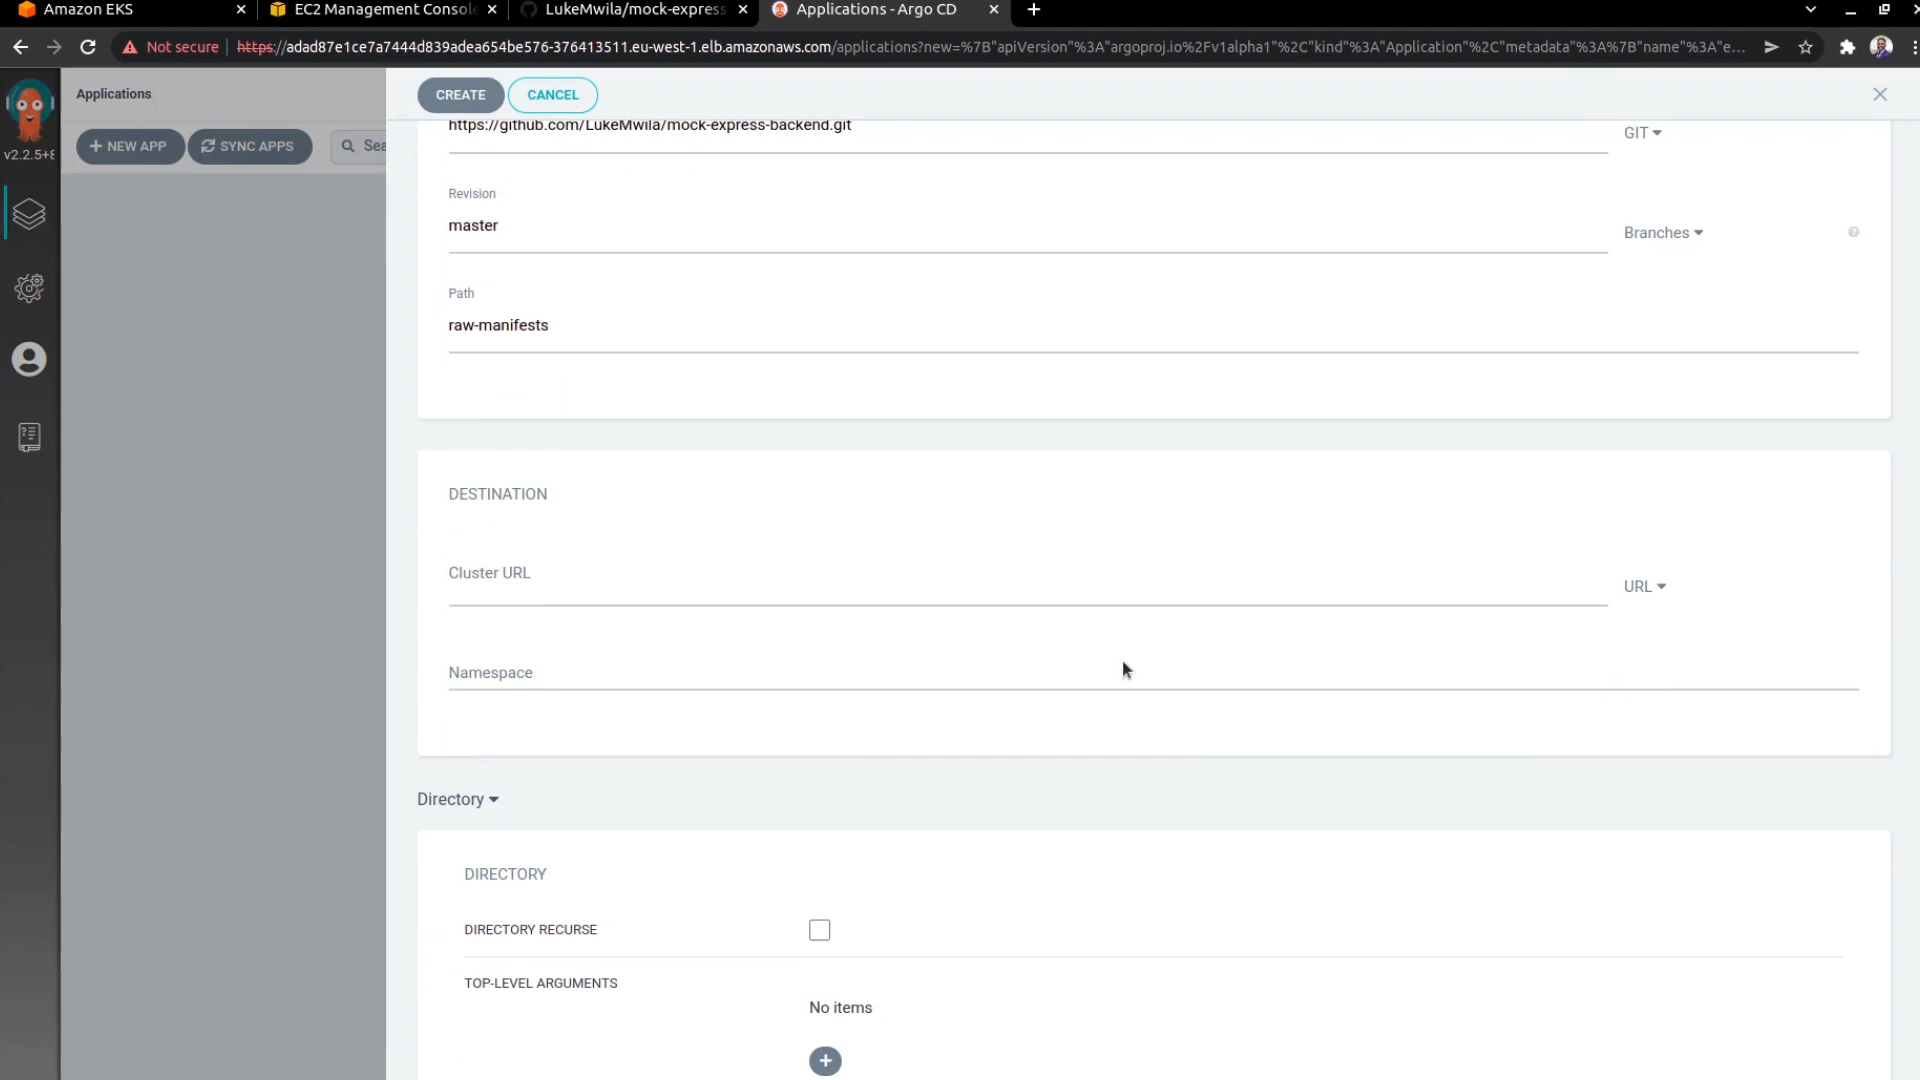 Amazon EKS
EC2 Management Console
LukeMwila/mock-express
Applications - Argo CD
Not secure
https://adad87e1ce7a7444d839adea654be576-376413511.eu-west-1.elb.amazonaws.com/applications?new=%7B"apiVersion"%3A"argoproj.io%2Fv1alpha1"%2C"kind"%3A"Application"%2C"metadata"%3A%7B"name"%3A"e...
Applications
CREATE
CANCEL
https://github.com/LukeMwila/mock-express-backend.git
GIT
NEW APP
SYNC APPS
Sea
v2.2.5+8
Revision
master
Branches
Path
raw-manifests
DESTINATION
Cluster URL
URL
Namespace
Directory
DIRECTORY
DIRECTORY RECURSE
TOP-LEVEL ARGUMENTS
No items